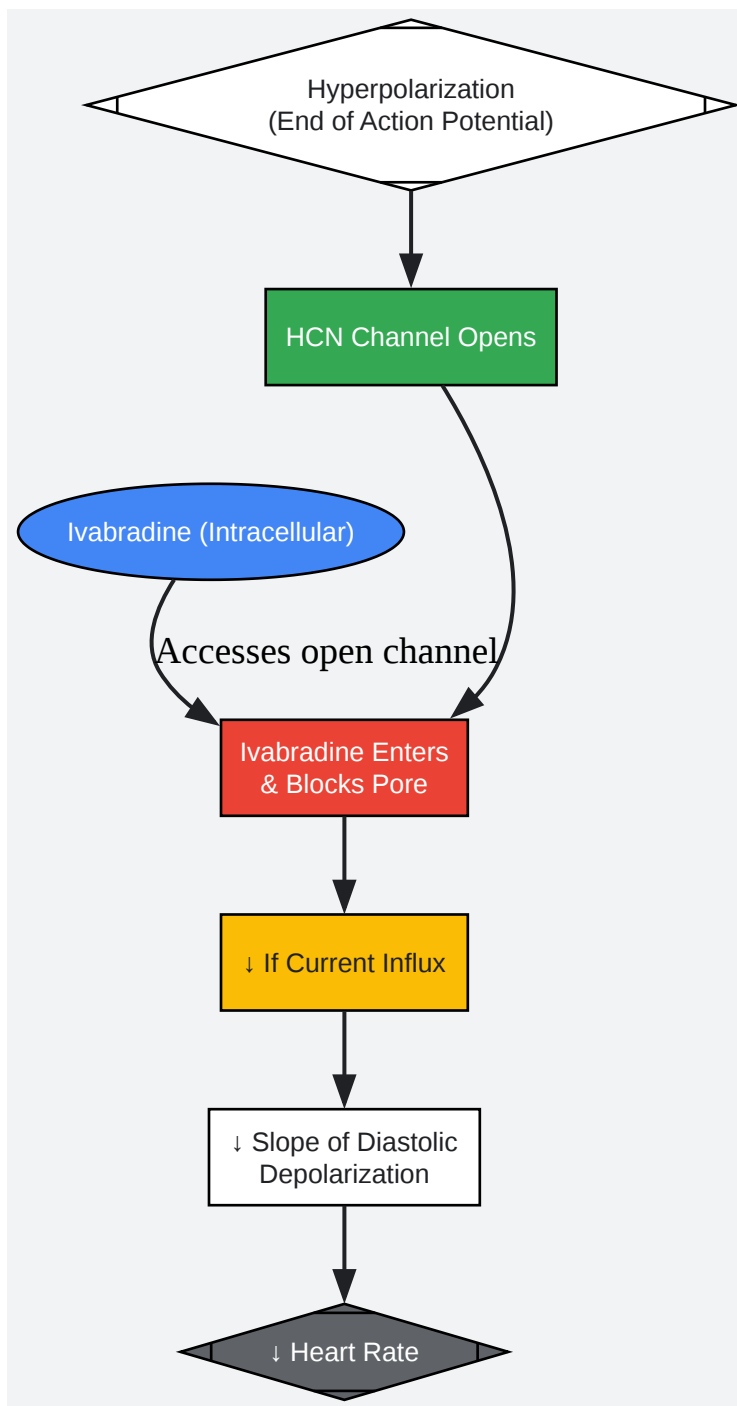 Hyperpolarization
(End of Action Potential)
HCN Channel Opens
Ivabradine (Intracellular)
Accesses open channel
Ivabradine Enters
& Blocks Pore
↓ If Current Influx
↓ Slope of Diastolic
Depolarization
↓ Heart Rate